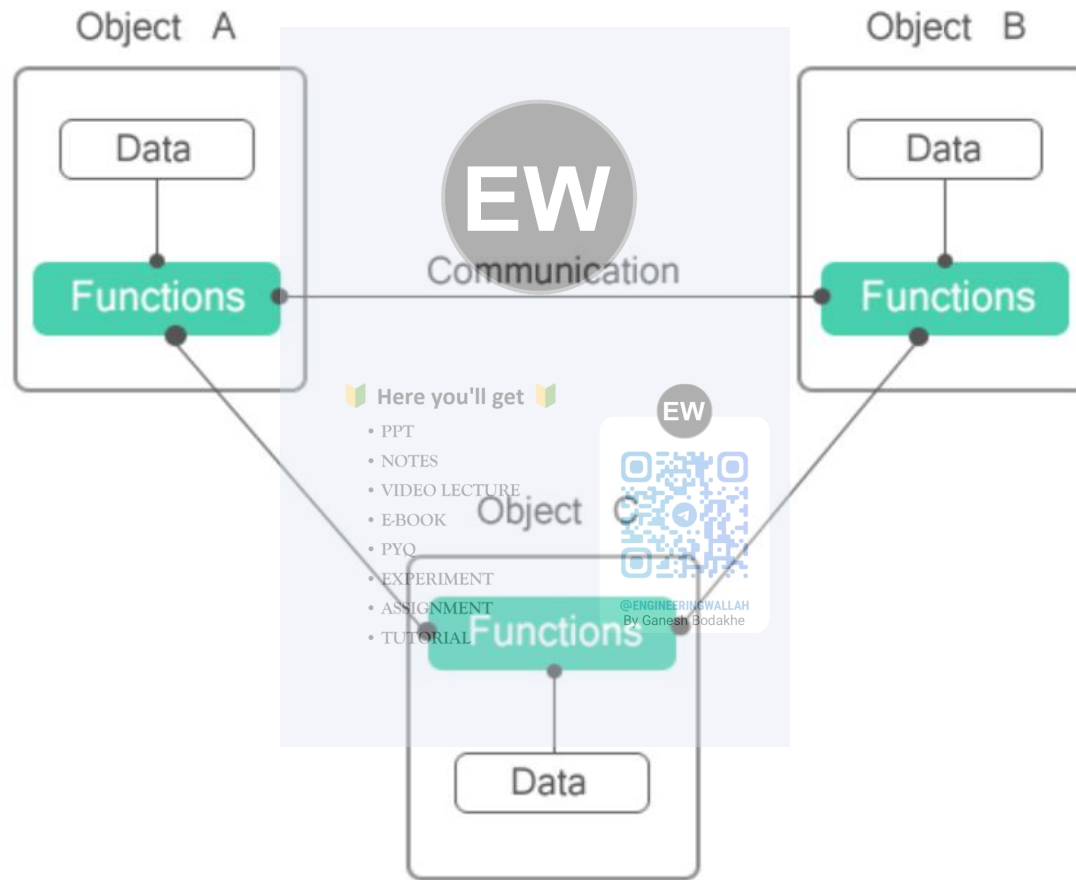 Object A
Object B
Data
Data
EW
Communication
Functions
Functions
Here you'll get
• PPT
• NOTES
• VIDEO LECTURE
• E-BOOK
• PYQ
• EXPERIMENT
• ASSIGNMENT
• TUTORIAL
EW
@ENGINEERINGWALLAH
By Ganesh Bodakhe
Object C
Functions
Data